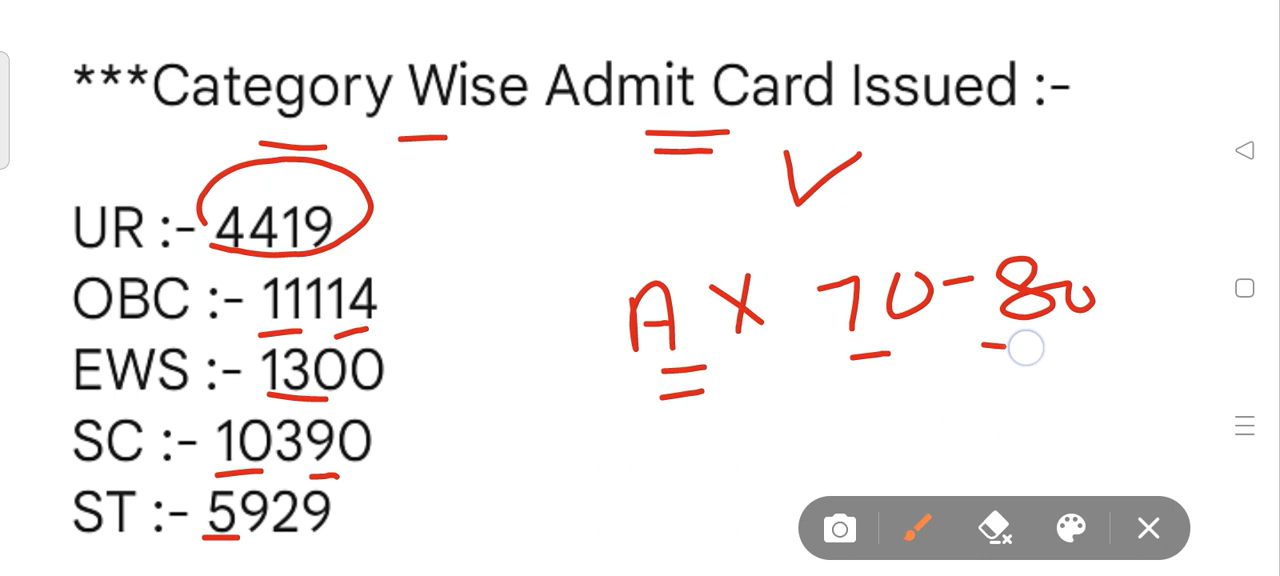 ***Category Wise Admit Card Issued :-
UR :- 4419
OBC :- 11114
EWS :- 1300
SC :- 10390
ST :- 5929
A X 70-80